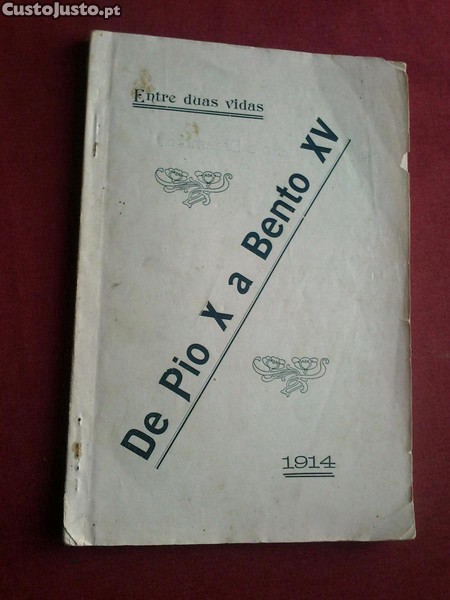 CustoJusto.pt
Entre duas vidas
De Pio X a Bento XV
1914